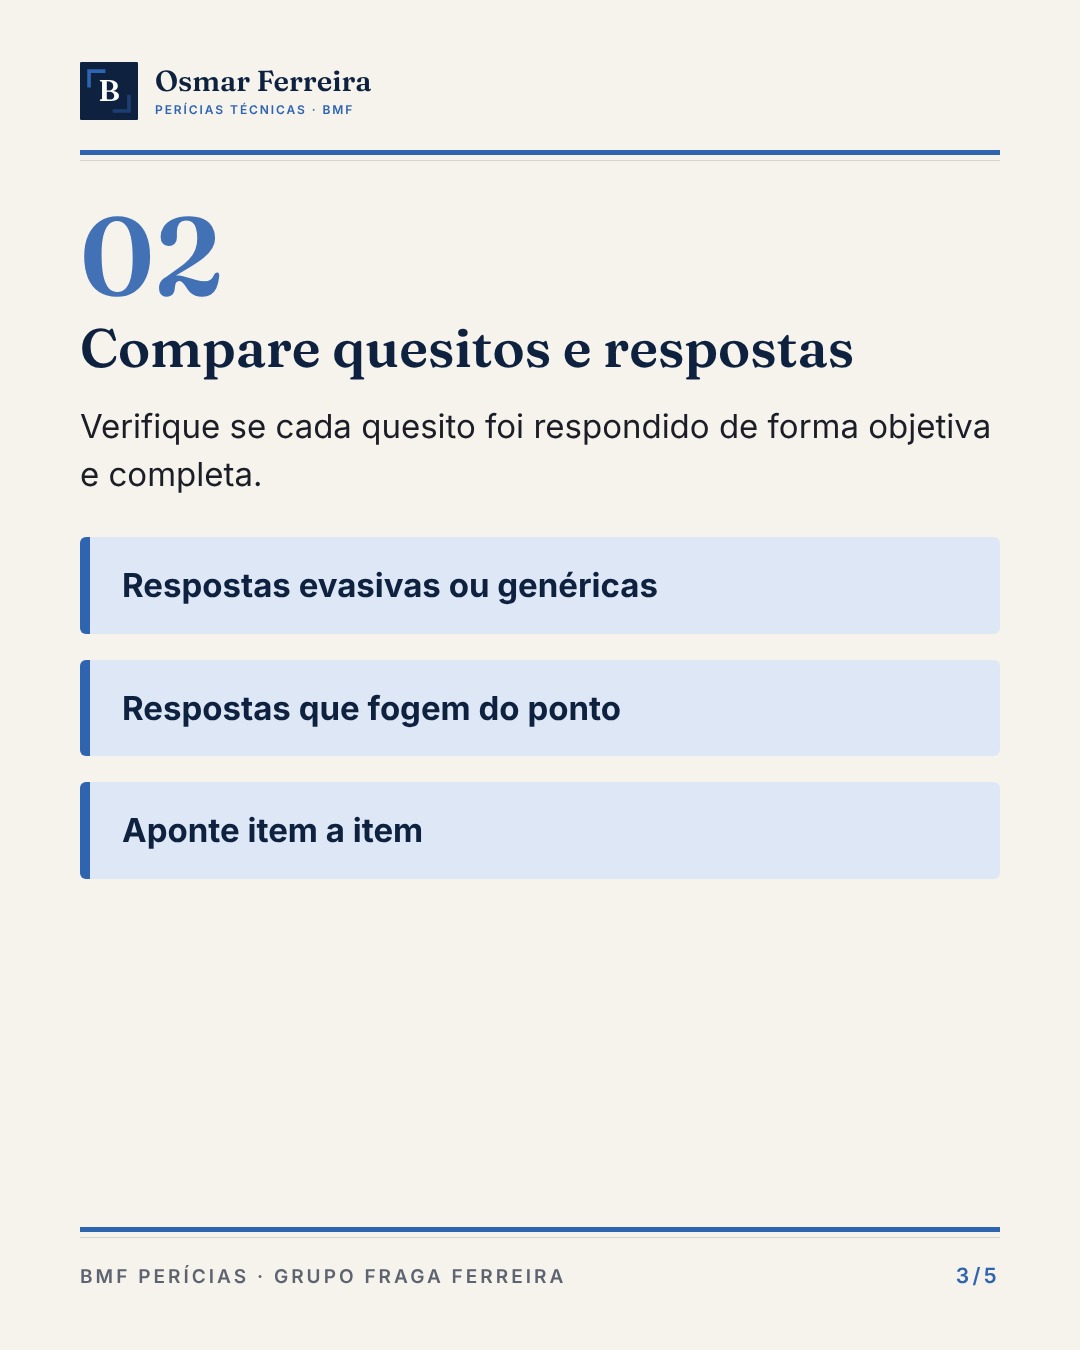 B
Osmar Ferreira
PERÍCIAS TÉCNICAS · BMF
02
Compare quesitos e respostas
Verifique se cada quesito foi respondido de forma objetiva
e completa.
Respostas evasivas ou genéricas
Respostas que fogem do ponto
Aponte item a item
BMF PERÍCIAS · GRUPO FRAGA FERREIRA
3/5